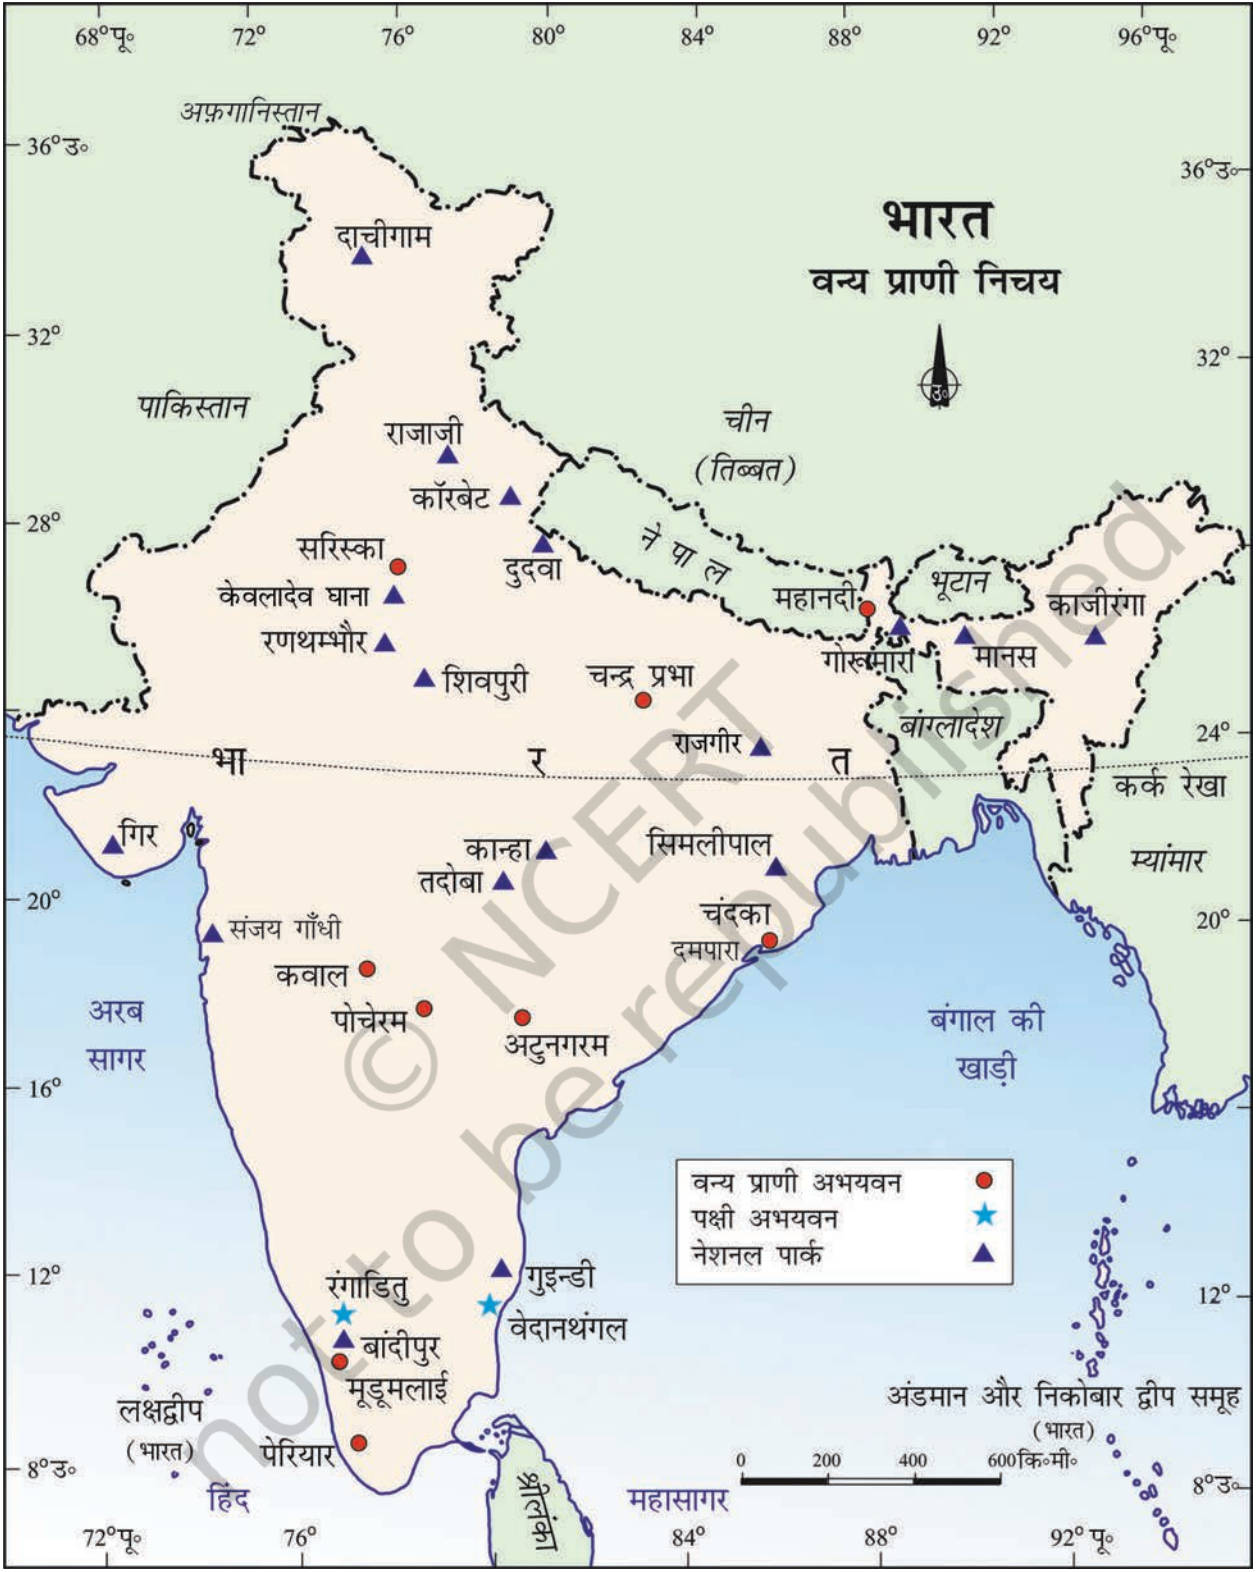 68°पू॰ 72° 76° 80° 84° 88° 92° 96°पू॰
अफ़गानिस्तान
36°उ॰
36°उ॰
भारत
वन्य प्राणी निचय
दाचीगाम
उ॰
32°
32°
पाकिस्तान
चीन
(तिब्बत)
राजाजी
कॉरबेट
28°
सरिस्का
दुदवा
ने पा ल
केवलादेव घाना
महानदी
भूटान
काजीरंगा
रणथम्भौर
गोरूमारा
मानस
शिवपुरी
चन्द्र प्रभा
बांग्लादेश
राजगीर
24°
भा र त
कर्क रेखा
गिर
कान्हा
सिमलीपाल
म्यांमार
तदोबा
20°
20°
चंदका
दमपारा
संजय गाँधी
कवाल
पोचेरम
अटुनगरम
अरब
सागर
बंगाल की
खाड़ी
16°
वन्य प्राणी अभयवन
पक्षी अभयवन
नेशनल पार्क
12°
12°
रंगाडितु
गुइन्डी
वेदानथंगल
बांदीपुर
मूडूमलाई
लक्षद्वीप
(भारत)
पेरियार
अंडमान और निकोबार द्वीप समूह
(भारत)
0 200 400 600कि॰मी॰
8°उ॰
8°उ॰
हिंद
महासागर
श्रीलंका
72°पू॰ 76° 84° 88° 92°पू॰
© NCERT
not to be republished